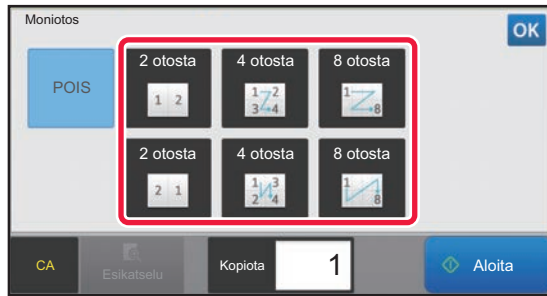 Moniotos
OK
POIS
2 otosta
4 otosta
8 otosta
1 2
1 2
3 4
1 8
2 otosta
4 otosta
8 otosta
2 1
1 3
2 4
1 8
CA
Esikatselu
Kopiota
1
Aloita